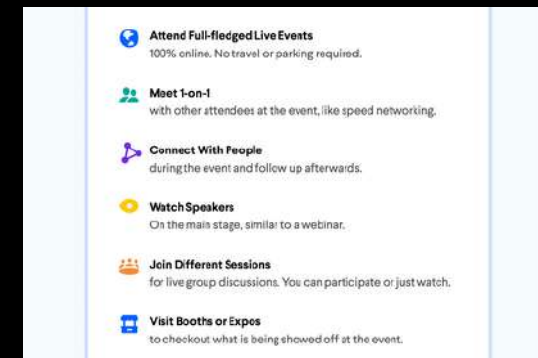 Attend Full-fledged Live Events
100% online. No travel or parking required.
Meet 1-on-1
with other attendees at the event, like speed networking.
Connect With People
during the event and follow up afterwards.
Watch Speakers
On the main stage, similar to a webinar.
Join Different Sessions
for live group discussions. You can participate or just watch.
Visit Booths or Expos
to checkout what is being showed off at the event.